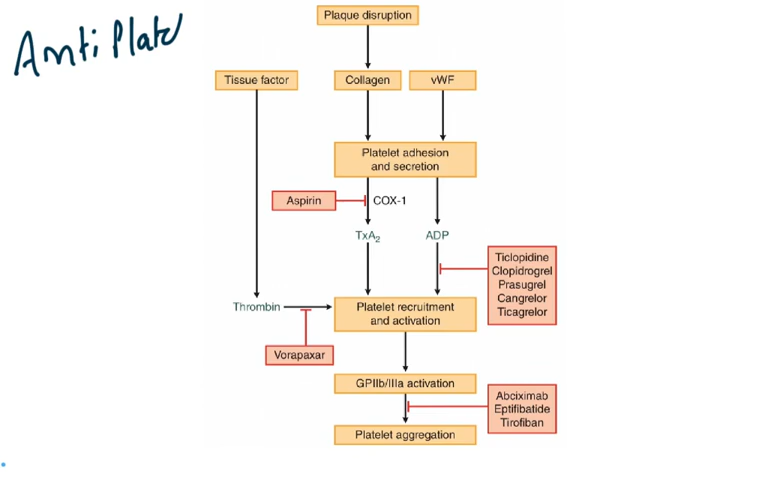 Anti Plate
Plaque disruption
Tissue factor
Collagen
vWF
Platelet adhesion
and secretion
Aspirin
COX-1
TxA2
ADP
Ticlopidine
Clopidrogrel
Prasugrel
Cangrelor
Ticagrelor
Thrombin
Platelet recruitment
and activation
Vorapaxar
GPIIb/IIIa activation
Abciximab
Eptifibatide
Tirofiban
Platelet aggregation